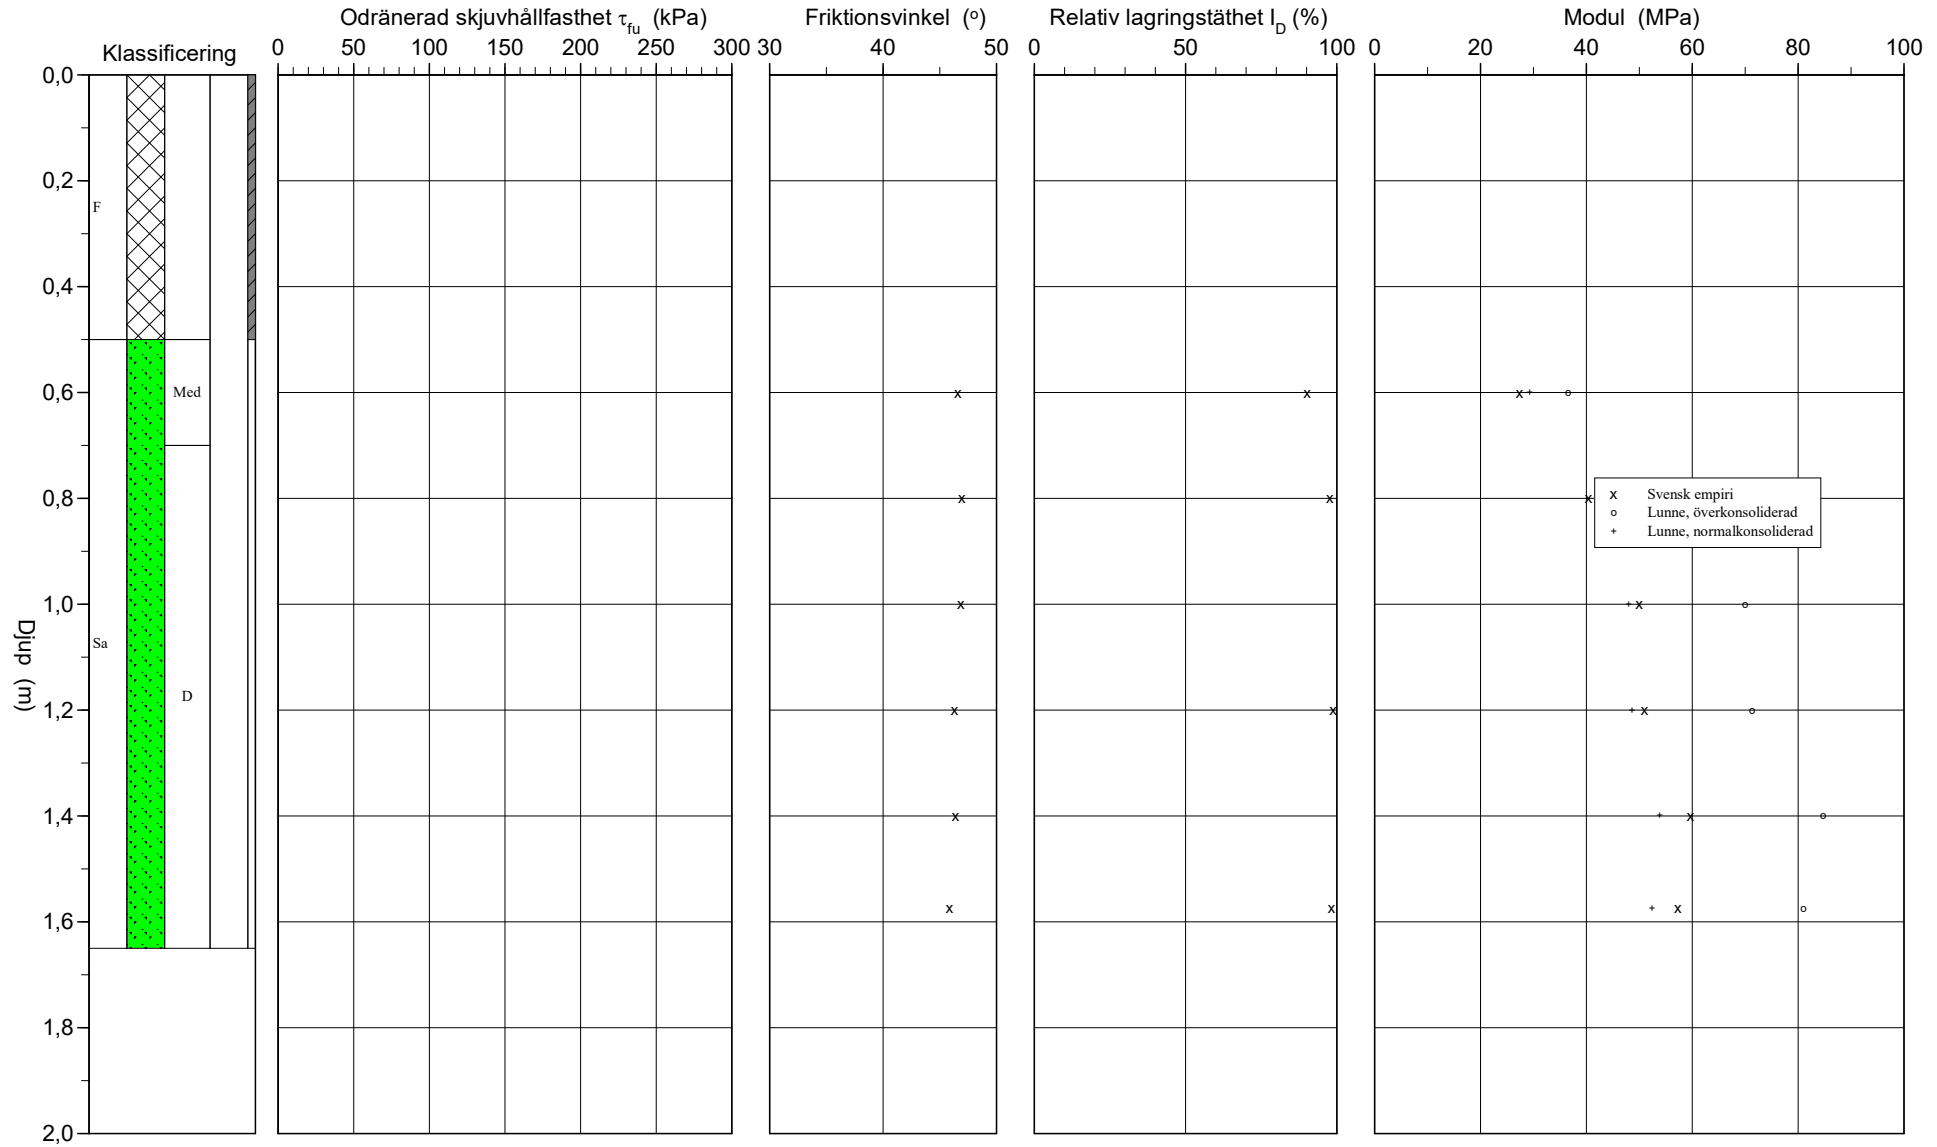 Odränerad skjuvhållfasthet τfu (kPa) Friktionsvinkel (o) Relativ lagringstäthet ID (%) Modul (MPa)
Klassificering 0 50 100 150 200 250 300 30 40 50 0 50 100 0 20 40 60 80 100
0,0
0,2
F
0,4
0,6 Med
0,8
x Svensk empiri
o Lunne, överkonsoliderad
+ Lunne, normalkonsoliderad
1,0
Djup (m)
Sa
D
1,2
1,4
1,6
1,8
2,0